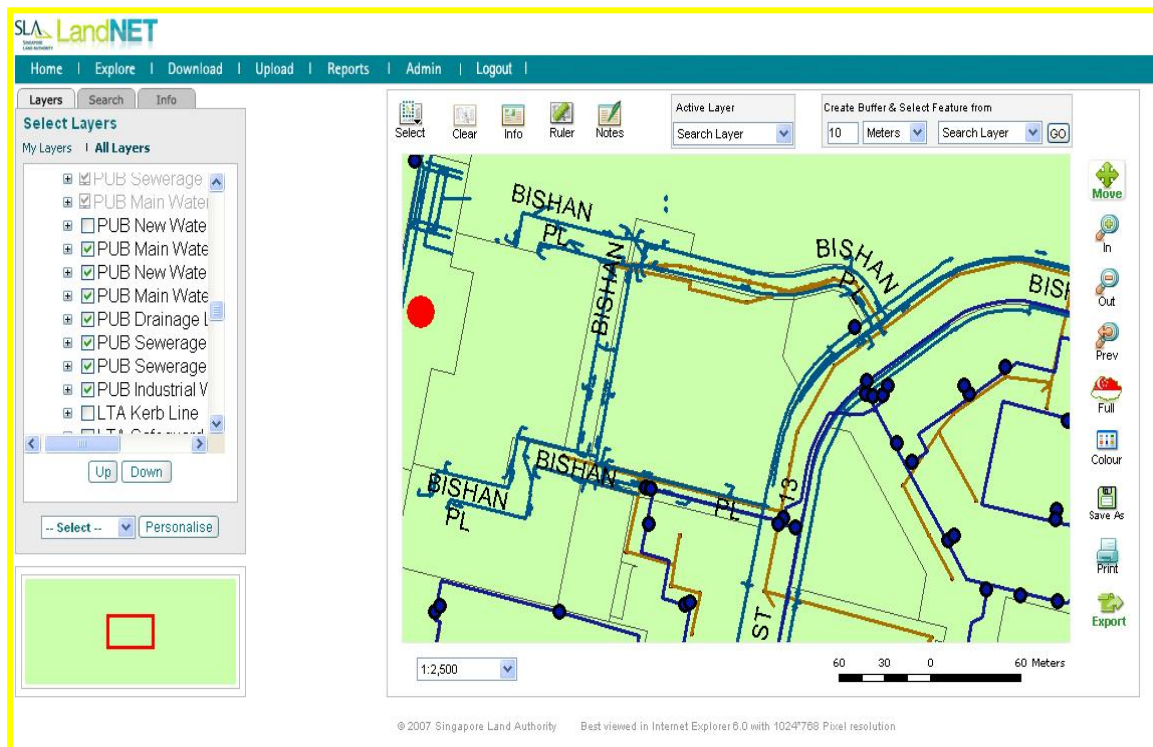 SLA LandNET
SINGAPORE
LAND AUTHORITY
Home | Explore | Download | Upload | Reports | Admin | Logout |
Layers Search Info
Select Layers
My Layers | All Layers
PUB Sewerage
PUB Main Water
PUB New Wate
PUB Main Wate
PUB New Wate
PUB Main Wate
PUB Drainage L
PUB Sewerage
PUB Sewerage
PUB Industrial W
LTA Kerb Line
Up Down
-- Select -- Personalise
Select Clear Info Ruler Notes
Active Layer
Search Layer
Create Buffer & Select Feature from
10 Meters Search Layer GO
BISHAN
PL
BISHAN
BISHAN
PL
BISH
BISHAN
PL
BISHAN
PL
13
ST
Move
In
Out
Prev
Full
Colour
Save As
Print
Export
1:2,500
60 30 0 60 Meters
© 2007 Singapore Land Authority Best viewed in Internet Explorer 6.0 with 1024*768 Pixel resolution